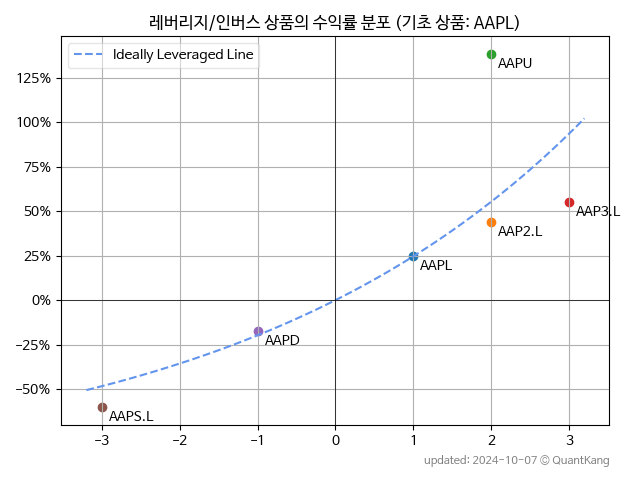 레버리지/인버스 상품의 수익률 분포 (기초 상품: AAPL)
Ideally Leveraged Line
AAPU
125%
100%
75%
50%
25%
0%
−25%
−50%
AAP3.L
AAP2.L
AAPL
AAPD
AAPS.L
−3 −2 −1 0 1 2 3
updated: 2024-10-07 © QuantKang